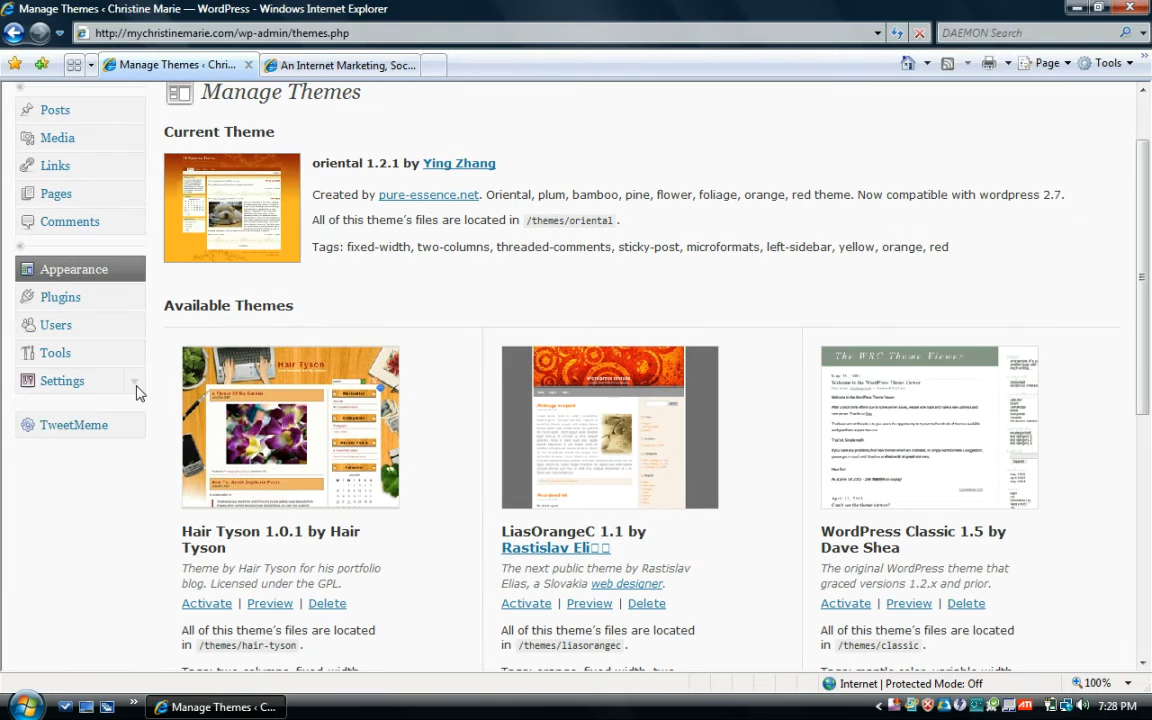 Manage Themes ‹ Christine Marie — WordPress - Windows Internet Explorer
http://mychristinemarie.com/wp-admin/themes.php
DAEMON Search
Manage Themes ‹ Chri...
An Internet Marketing, Soc...
Page
Tools
Posts
Media
Links
Pages
Comments
Appearance
Plugins
Users
Tools
Settings
TweetMeme
Manage Themes
Current Theme
oriental 1.2.1 by Ying Zhang
Created by pure-essence.net. Oriental, plum, bamboo, pine, flower, foliage, orange, red theme. Now compatible with wordpress 2.7.
All of this theme's files are located in /themes/oriental .
Tags: fixed-width, two-columns, threaded-comments, sticky-post, microformats, left-sidebar, yellow, orange, red
Available Themes
Hair Tyson
The WRC Theme Viewer
Hair Tyson 1.0.1 by Hair
Tyson
Theme by Hair Tyson for his portfolio
blog. Licensed under the GPL.
Activate | Preview | Delete
All of this theme's files are located
in /themes/hair-tyson .
LiasOrangeC 1.1 by
Rastislav Eli
The next public theme by Rastislav
Elias, a Slovakia web designer.
Activate | Preview | Delete
All of this theme's files are located
in /themes/liasorangec .
WordPress Classic 1.5 by
Dave Shea
The original WordPress theme that
graced versions 1.2.x and prior.
Activate | Preview | Delete
All of this theme's files are located
in /themes/classic .
Internet | Protected Mode: Off
100%
Manage Themes ‹ C...
7:28 PM